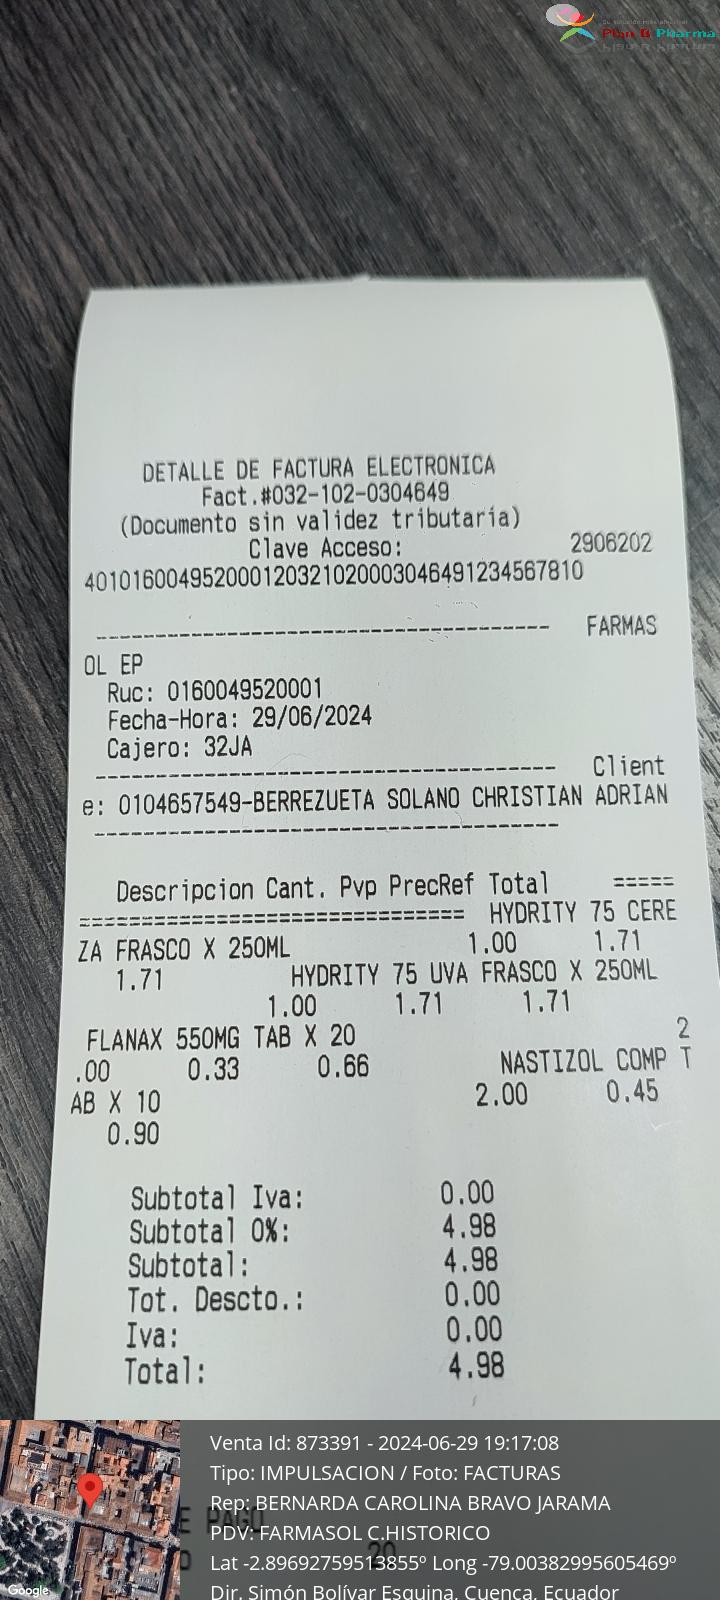 Plan B Pharma
DETALLE DE FACTURA ELECTRONICA
Fact.#032-102-0304649
(Documento sin validez tributaria)
Clave Acceso: 2906202
401016004952000120321020003046491234567810
---------------------------------------- FARMAS
OL EP
Ruc: 0160049520001
Fecha-Hora: 29/06/2024
Cajero: 32JA
---------------------------------------- Client
e: 0104657549-BERREZUETA SOLANO CHRISTIAN ADRIAN
----------------------------------------
Descripcion Cant. Pvp PrecRef Total =====
================================= HYDRITY 75 CERE
ZA FRASCO X 250ML 1.00 1.71
1.71 HYDRITY 75 UVA FRASCO X 250ML
1.00 1.71 1.71
FLANAX 550MG TAB X 20 2
.00 0.33 0.66 NASTIZOL COMP T
AB X 10 2.00 0.45
0.90
Subtotal Iva: 0.00
Subtotal 0%: 4.98
Subtotal: 4.98
Tot. Descto.: 0.00
Iva: 0.00
Total: 4.98
E PAGO
O 20
Venta Id: 873391 - 2024-06-29 19:17:08
Tipo: IMPULSACION / Foto: FACTURAS
Rep: BERNARDA CAROLINA BRAVO JARAMA
PDV: FARMASOL C.HISTORICO
Lat -2.89692759513855º Long -79.00382995605469º
Dir. Simón Bolívar Esquina, Cuenca, Ecuador
Google